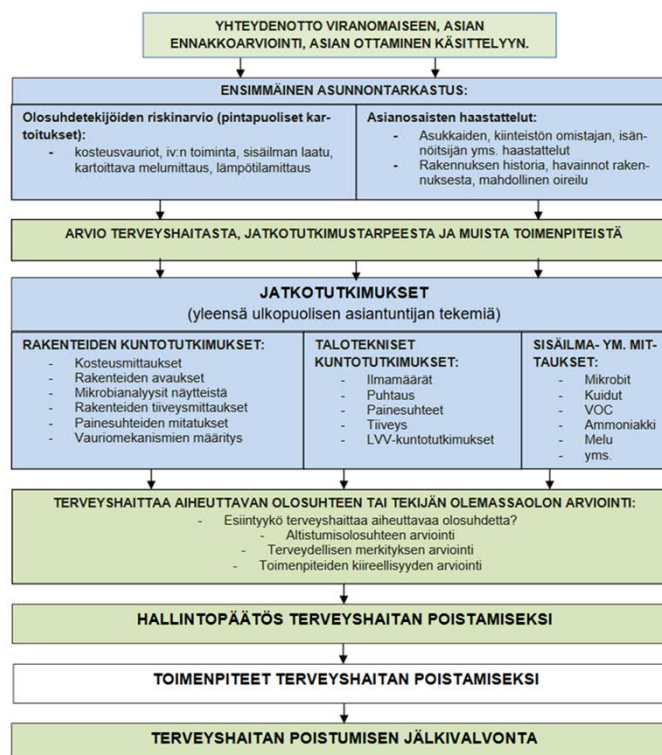 YHTEYDENOTTO VIRANOMAISEEN, ASIAN
ENNAKKOARVIOINTI, ASIAN OTTAMINEN KÄSITTELYYN.
ENSIMMÄINEN ASUNNONTARKASTUS:
Olosuhdetekijöiden riskinarvio (pintapuoliset kar-
toitukset):
- kosteusvauriot, iv:n toiminta, sisäilman laatu,
kartoittava melumittaus, lämpötilamittaus
Asianosaisten haastattelut:
- Asukkaiden, kiinteistön omistajan, isän-
nöitsijän yms. haastattelut
- Rakennuksen historia, havainnot raken-
nuksesta, mahdollinen oireilu
ARVIO TERVEYSHAITASTA, JATKOTUTKIMUSTARPEESTA JA MUISTA TOIMENPITEISTÄ
JATKOTUTKIMUKSET
(yleensä ulkopuolisen asiantuntijan tekemiä)
RAKENTEIDEN KUNTOTUTKIMUKSET:
- Kosteusmittaukset
- Rakenteiden avaukset
- Mikrobianalyysit näytteistä
- Rakenteiden tiiveysmittaukset
- Painesuhteiden mitatukset
- Vauriomekanismien määritys
TALOTEKNISET
KUNTOTUTKIMUKSET:
- Ilmamäärät
- Puhtaus
- Painesuhteet
- Tiiveys
- LVV-kuntotutkimukset
SISÄILMA- YM. MIT-
TAUKSET:
- Mikrobit
- Kuidut
- VOC
- Ammoniakki
- Melu
- yms.
TERVEYSHAITTAA AIHEUTTAVAN OLOSUHTEEN TAI TEKIJÄN OLEMASSAOLON ARVIOINTI:
- Esiintyykö terveyshaittaa aiheuttavaa olosuhdetta?
- Altistumisolosuhteen arviointi
- Terveydellisen merkityksen arviointi
- Toimenpiteiden kiireellisyyden arviointi
HALLINTOPÄÄTÖS TERVEYSHAITAN POISTAMISEKSI
TOIMENPITEET TERVEYSHAITAN POISTAMISEKSI
TERVEYSHAITAN POISTUMISEN JÄLKIVALVONTA